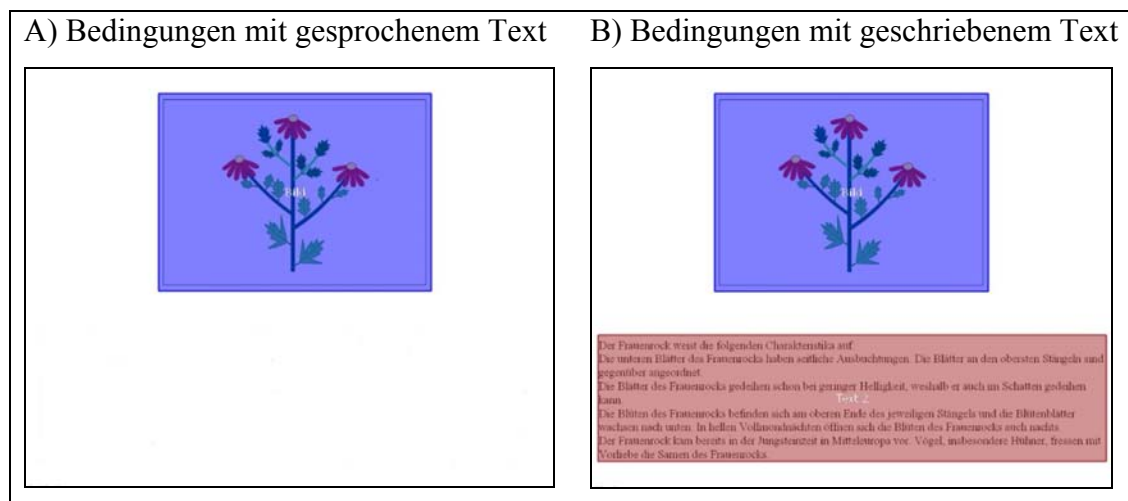 A) Bedingungen mit gesprochenem Text
B) Bedingungen mit geschriebenem Text
Bild
Bild
Der Frauenrock weist die folgenden Charakteristika auf:
Die unteren Blätter des Frauenrocks haben seitliche Ausbuchtungen. Die Blätter an den obersten Stängeln sind
gegenüber angeordnet.
Die Blätter des Frauenrocks gedeihen schon bei geringer Helligkeit, weshalb er auch im Schatten gedeihen
kann.
Text 2
Die Blüten des Frauenrocks befinden sich am oberen Ende des jeweiligen Stängels und die Blütenblätter
wachsen nach unten. In hellen Vollmondnächten öffnen sich die Blüten des Frauenrocks auch nachts.
Der Frauenrock kam bereits in der Jungsteinzeit in Mitteleuropa vor. Vögel, insbesondere Hühner, fressen mit
Vorliebe die Samen des Frauenrocks.